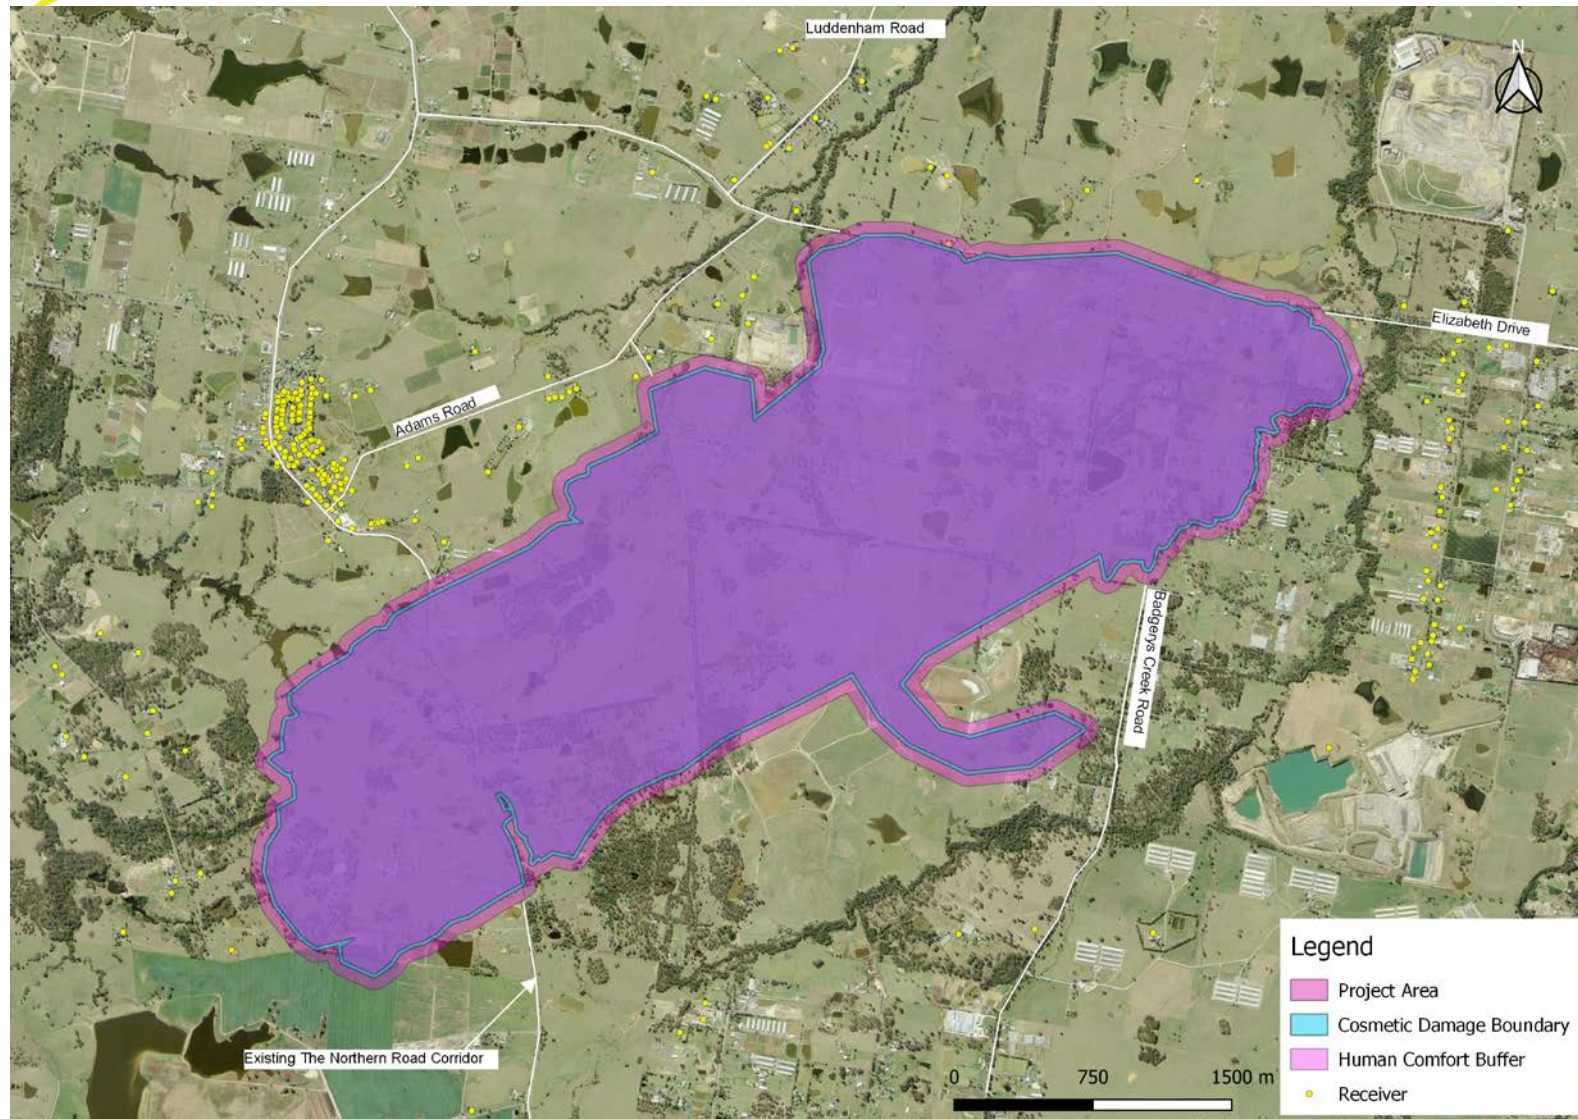 Luddenham Road
N
Elizabeth Drive
Adams Road
Badgerys Creek Road
Existing The Northern Road Corridor
0 750 1500 m
Legend
Project Area
Cosmetic Damage Boundary
Human Comfort Buffer
Receiver